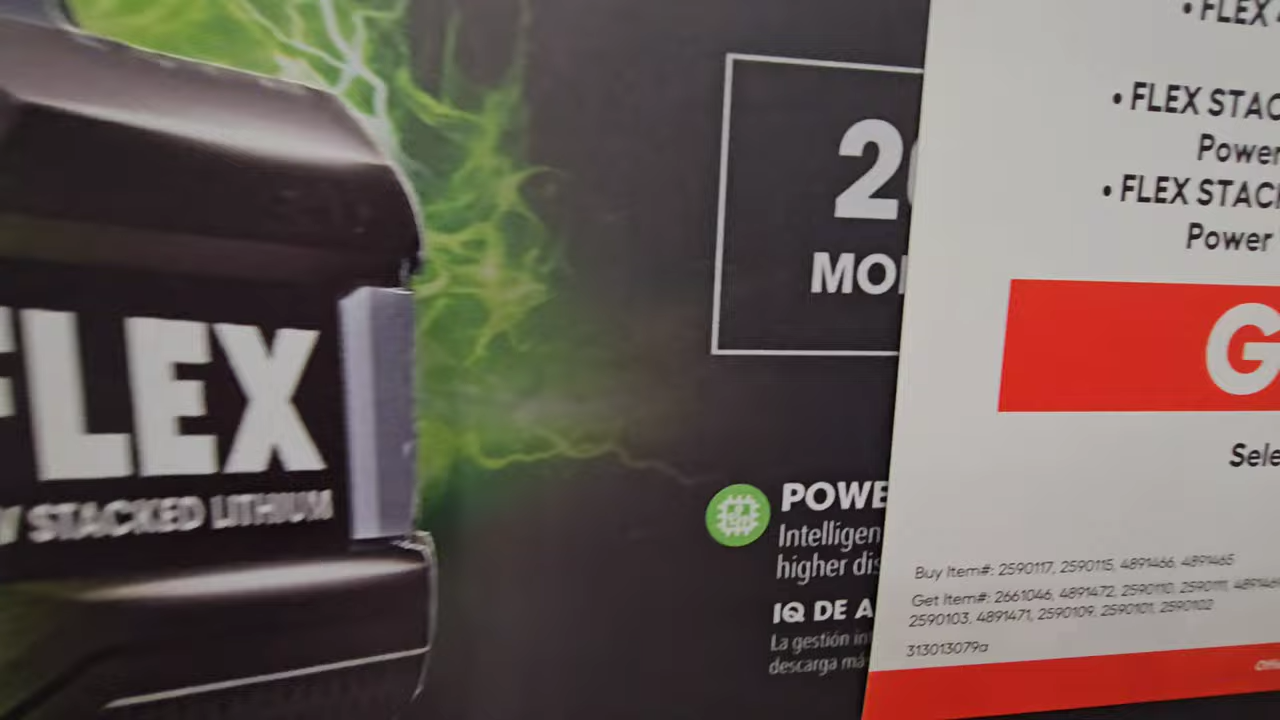 FLEX
STACKED LITHIUM
2
MO
POWE
Intelligen
higher dis
IQ DE A
La gestión in
descarga má
• FLEX
• FLEX STAC
Power
• FLEX STACK
Power
G
Sele
Buy Item#: 2590117, 2590115, 4891466, 4891465
Get Item#: 2661046, 4891472, 2590110, 2590111,
2590103, 4891471, 2590109, 2590101, 2590102
313013079a